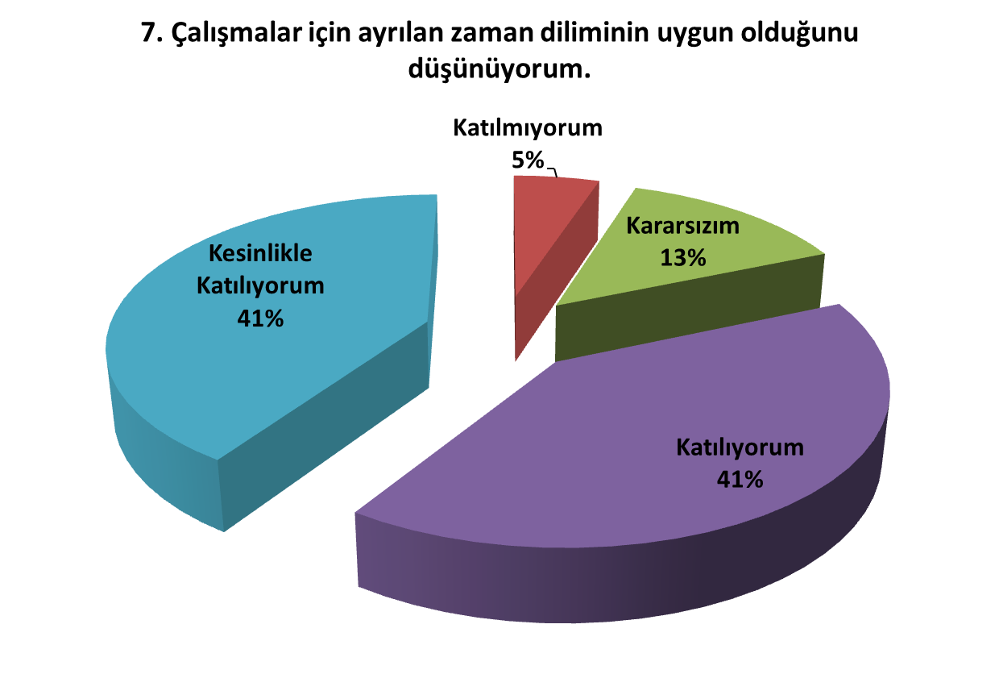 7. Çalışmalar için ayrılan zaman diliminin uygun olduğunu
düşünüyorum.
Katılmıyorum
5%
Kararsızım
13%
Kesinlikle
Katılıyorum
41%
Katılıyorum
41%